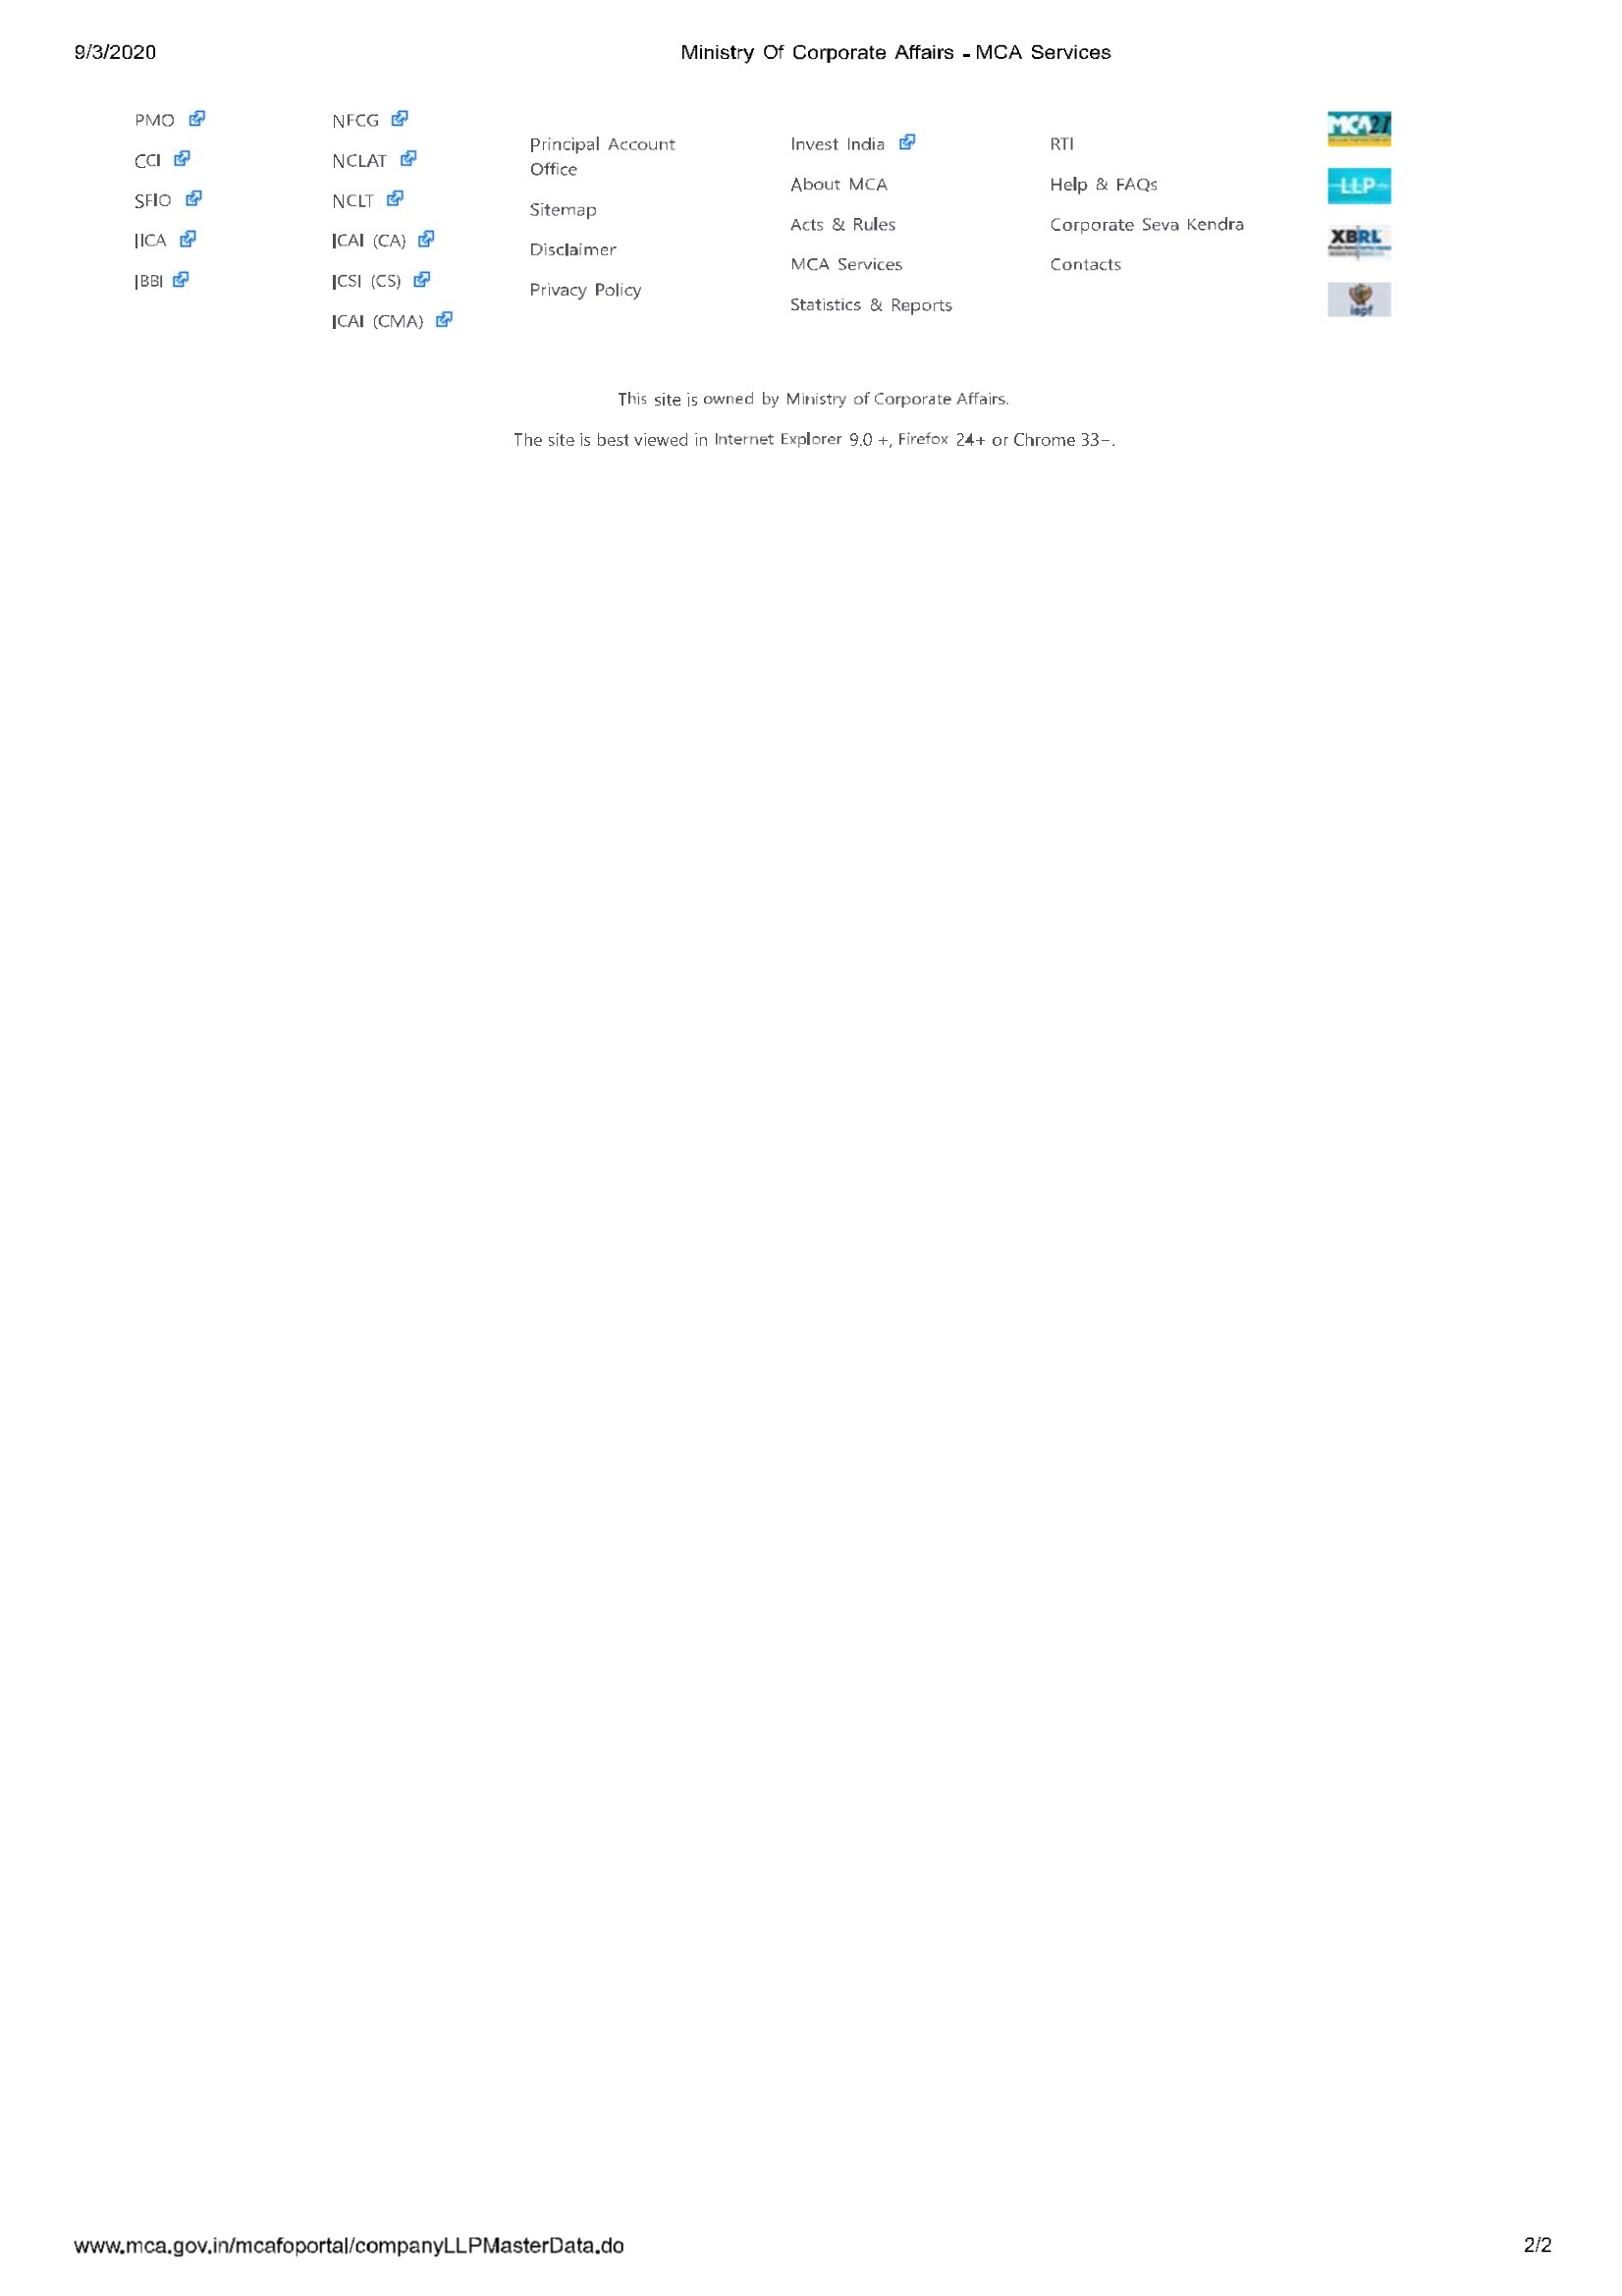 9/3/2020
Ministry Of Corporate Affairs - MCA Services
PMO
CCI
SFIO
IICA
IBBI
NFCG
NCLAT
NCLT
ICAI (CA)
ICSI (CS)
ICAI (CMA)
Principal Account
Office
Sitemap
Disclaimer
Privacy Policy
Invest India
About MCA
Acts & Rules
MCA Services
Statistics & Reports
RTI
Help & FAQs
Corporate Seva Kendra
Contacts
MCA21
LLP
XBRL
iepf
This site is owned by Ministry of Corporate Affairs.
The site is best viewed in Internet Explorer 9.0 +, Firefox 24+ or Chrome 33+.
www.mca.gov.in/mcafoportal/companyLLPMasterData.do
2/2